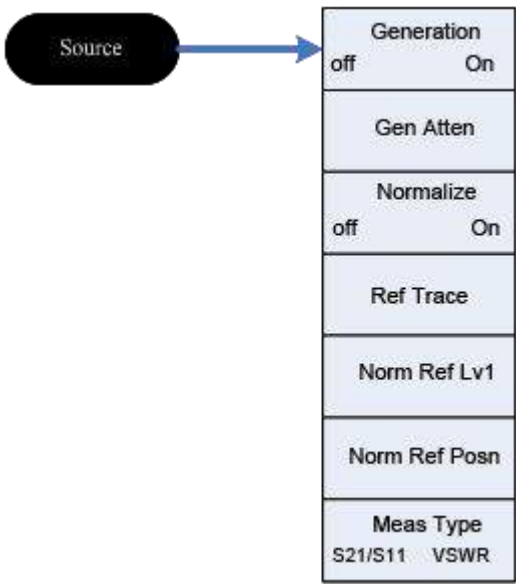 Source
Generation
off On
Gen Atten
Normalize
off On
Ref Trace
Norm Ref Lv1
Norm Ref Posn
Meas Type
S21/S11 VSWR